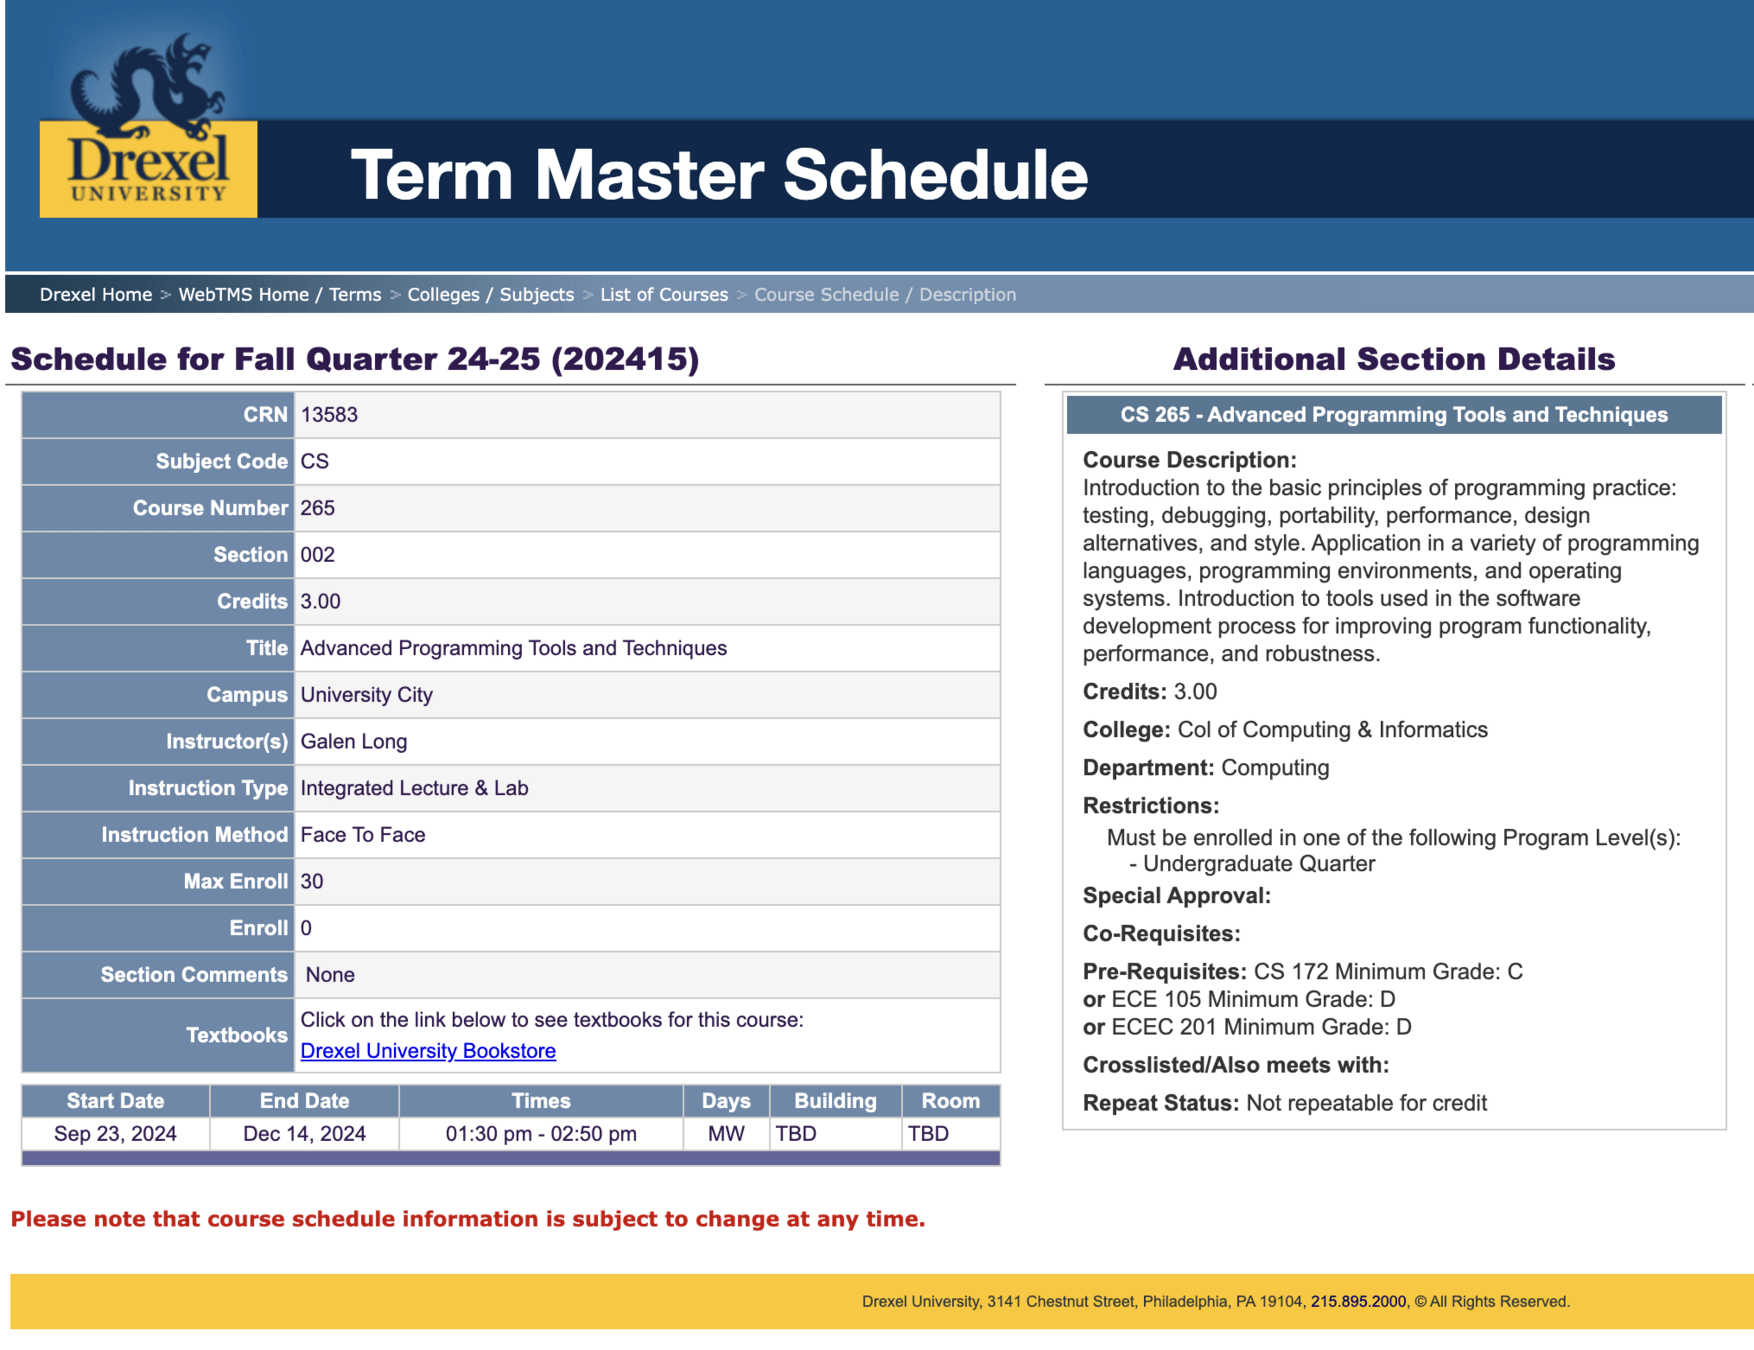 Drexel
UNIVERSITY
Term Master Schedule
Drexel Home > WebTMS Home / Terms > Colleges / Subjects > List of Courses > Course Schedule / Description
Schedule for Fall Quarter 24-25 (202415)
CRN 13583
Subject Code CS
Course Number 265
Section 002
Credits 3.00
Title Advanced Programming Tools and Techniques
Campus University City
Instructor(s) Galen Long
Instruction Type Integrated Lecture & Lab
Instruction Method Face To Face
Max Enroll 30
Enroll 0
Section Comments None
Textbooks Click on the link below to see textbooks for this course:
Drexel University Bookstore
Start Date End Date Times Days Building Room
Sep 23, 2024 Dec 14, 2024 01:30 pm - 02:50 pm MW TBD TBD
Please note that course schedule information is subject to change at any time.
Additional Section Details
CS 265 - Advanced Programming Tools and Techniques
Course Description:
Introduction to the basic principles of programming practice:
testing, debugging, portability, performance, design
alternatives, and style. Application in a variety of programming
languages, programming environments, and operating
systems. Introduction to tools used in the software
development process for improving program functionality,
performance, and robustness.
Credits: 3.00
College: Col of Computing & Informatics
Department: Computing
Restrictions:
Must be enrolled in one of the following Program Level(s):
- Undergraduate Quarter
Special Approval:
Co-Requisites:
Pre-Requisites: CS 172 Minimum Grade: C
or ECE 105 Minimum Grade: D
or ECEC 201 Minimum Grade: D
Crosslisted/Also meets with:
Repeat Status: Not repeatable for credit
Drexel University, 3141 Chestnut Street, Philadelphia, PA 19104, 215.895.2000, © All Rights Reserved.